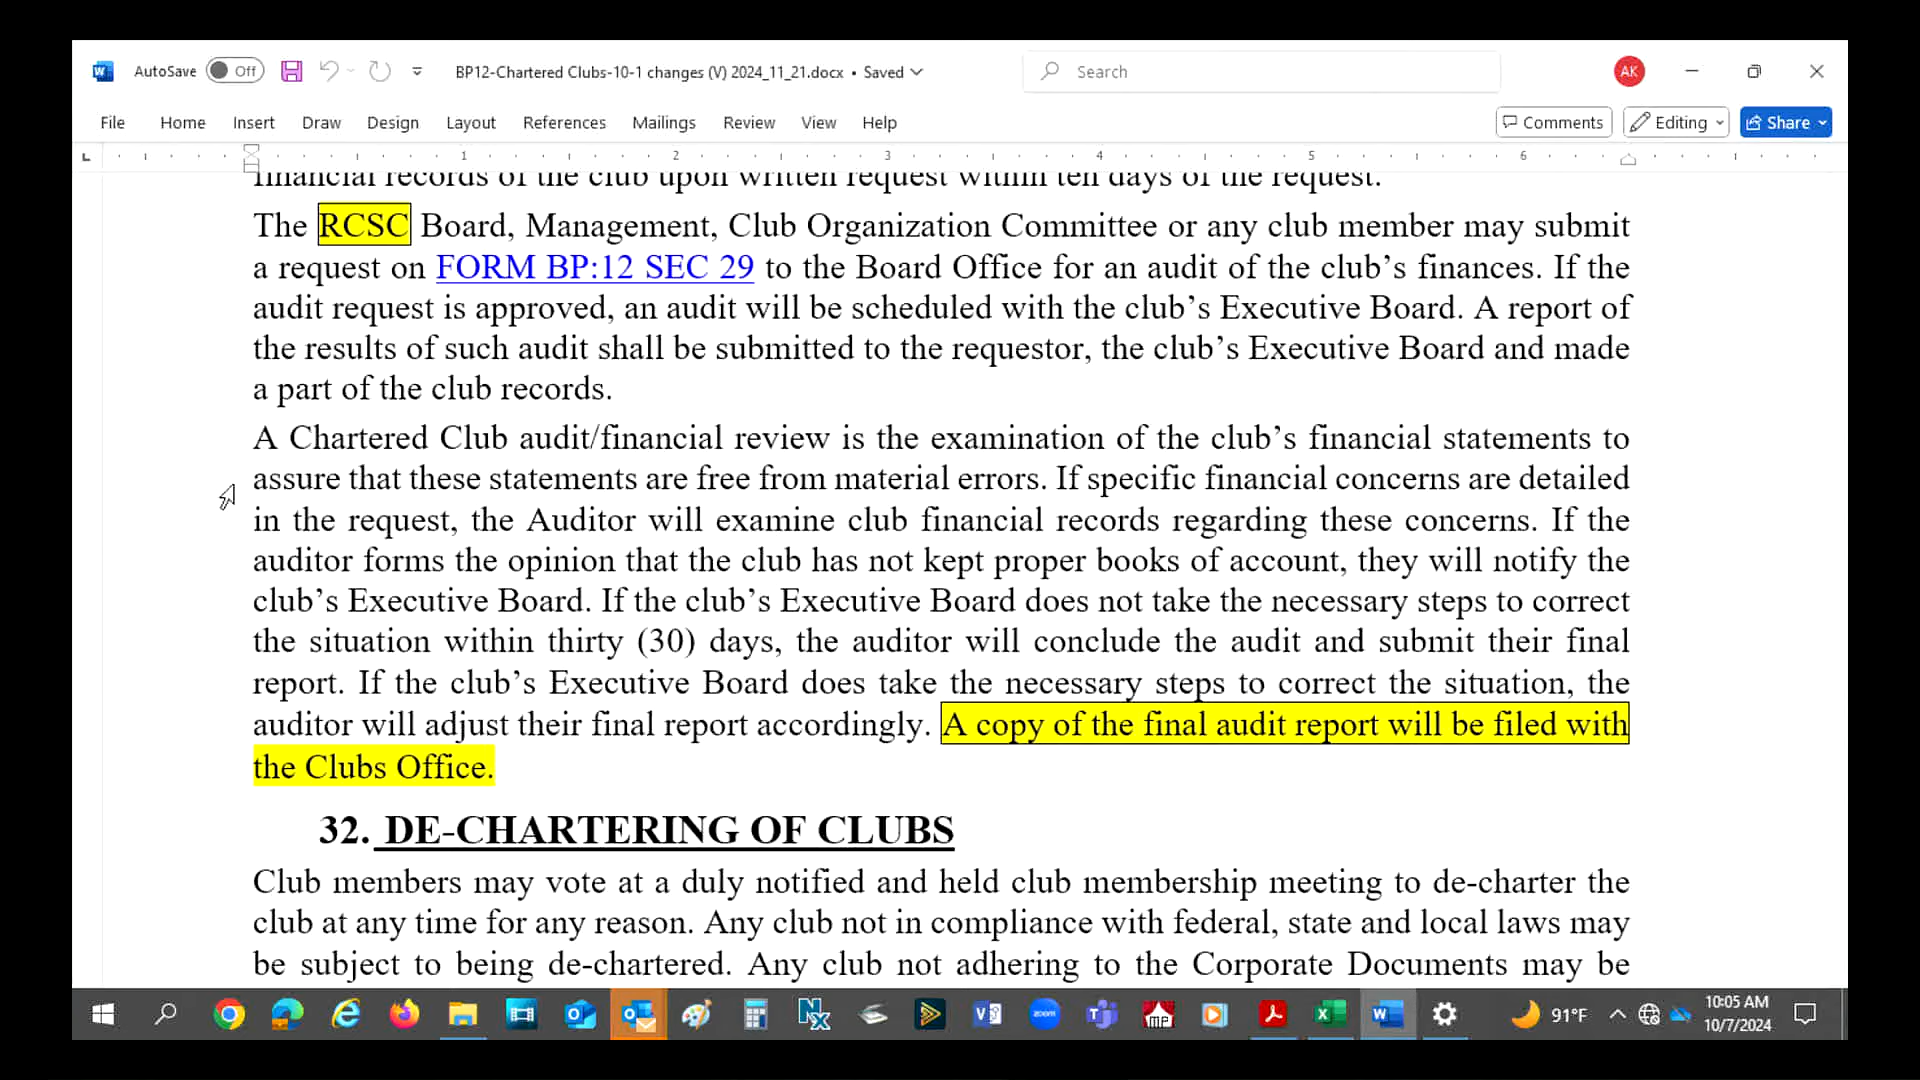 AutoSave Off BP12-Chartered Clubs-10-1 changes (V) 2024_11_21.docx • Saved Search AK
File Home Insert Draw Design Layout References Mailings Review View Help Comments Editing Share
1 2 3 4 5 6
financial records of the club upon written request within ten days of the request.
The RCSC Board, Management, Club Organization Committee or any club member may submit
a request on FORM BP:12 SEC 29 to the Board Office for an audit of the club’s finances. If the
audit request is approved, an audit will be scheduled with the club’s Executive Board. A report of
the results of such audit shall be submitted to the requestor, the club’s Executive Board and made
a part of the club records.
A Chartered Club audit/financial review is the examination of the club’s financial statements to
assure that these statements are free from material errors. If specific financial concerns are detailed
in the request, the Auditor will examine club financial records regarding these concerns. If the
auditor forms the opinion that the club has not kept proper books of account, they will notify the
club’s Executive Board. If the club’s Executive Board does not take the necessary steps to correct
the situation within thirty (30) days, the auditor will conclude the audit and submit their final
report. If the club’s Executive Board does take the necessary steps to correct the situation, the
auditor will adjust their final report accordingly. A copy of the final audit report will be filed with
the Clubs Office.
32. DE-CHARTERING OF CLUBS
Club members may vote at a duly notified and held club membership meeting to de-charter the
club at any time for any reason. Any club not in compliance with federal, state and local laws may
be subject to being de-chartered. Any club not adhering to the Corporate Documents may be
91°F 10:05 AM
10/7/2024